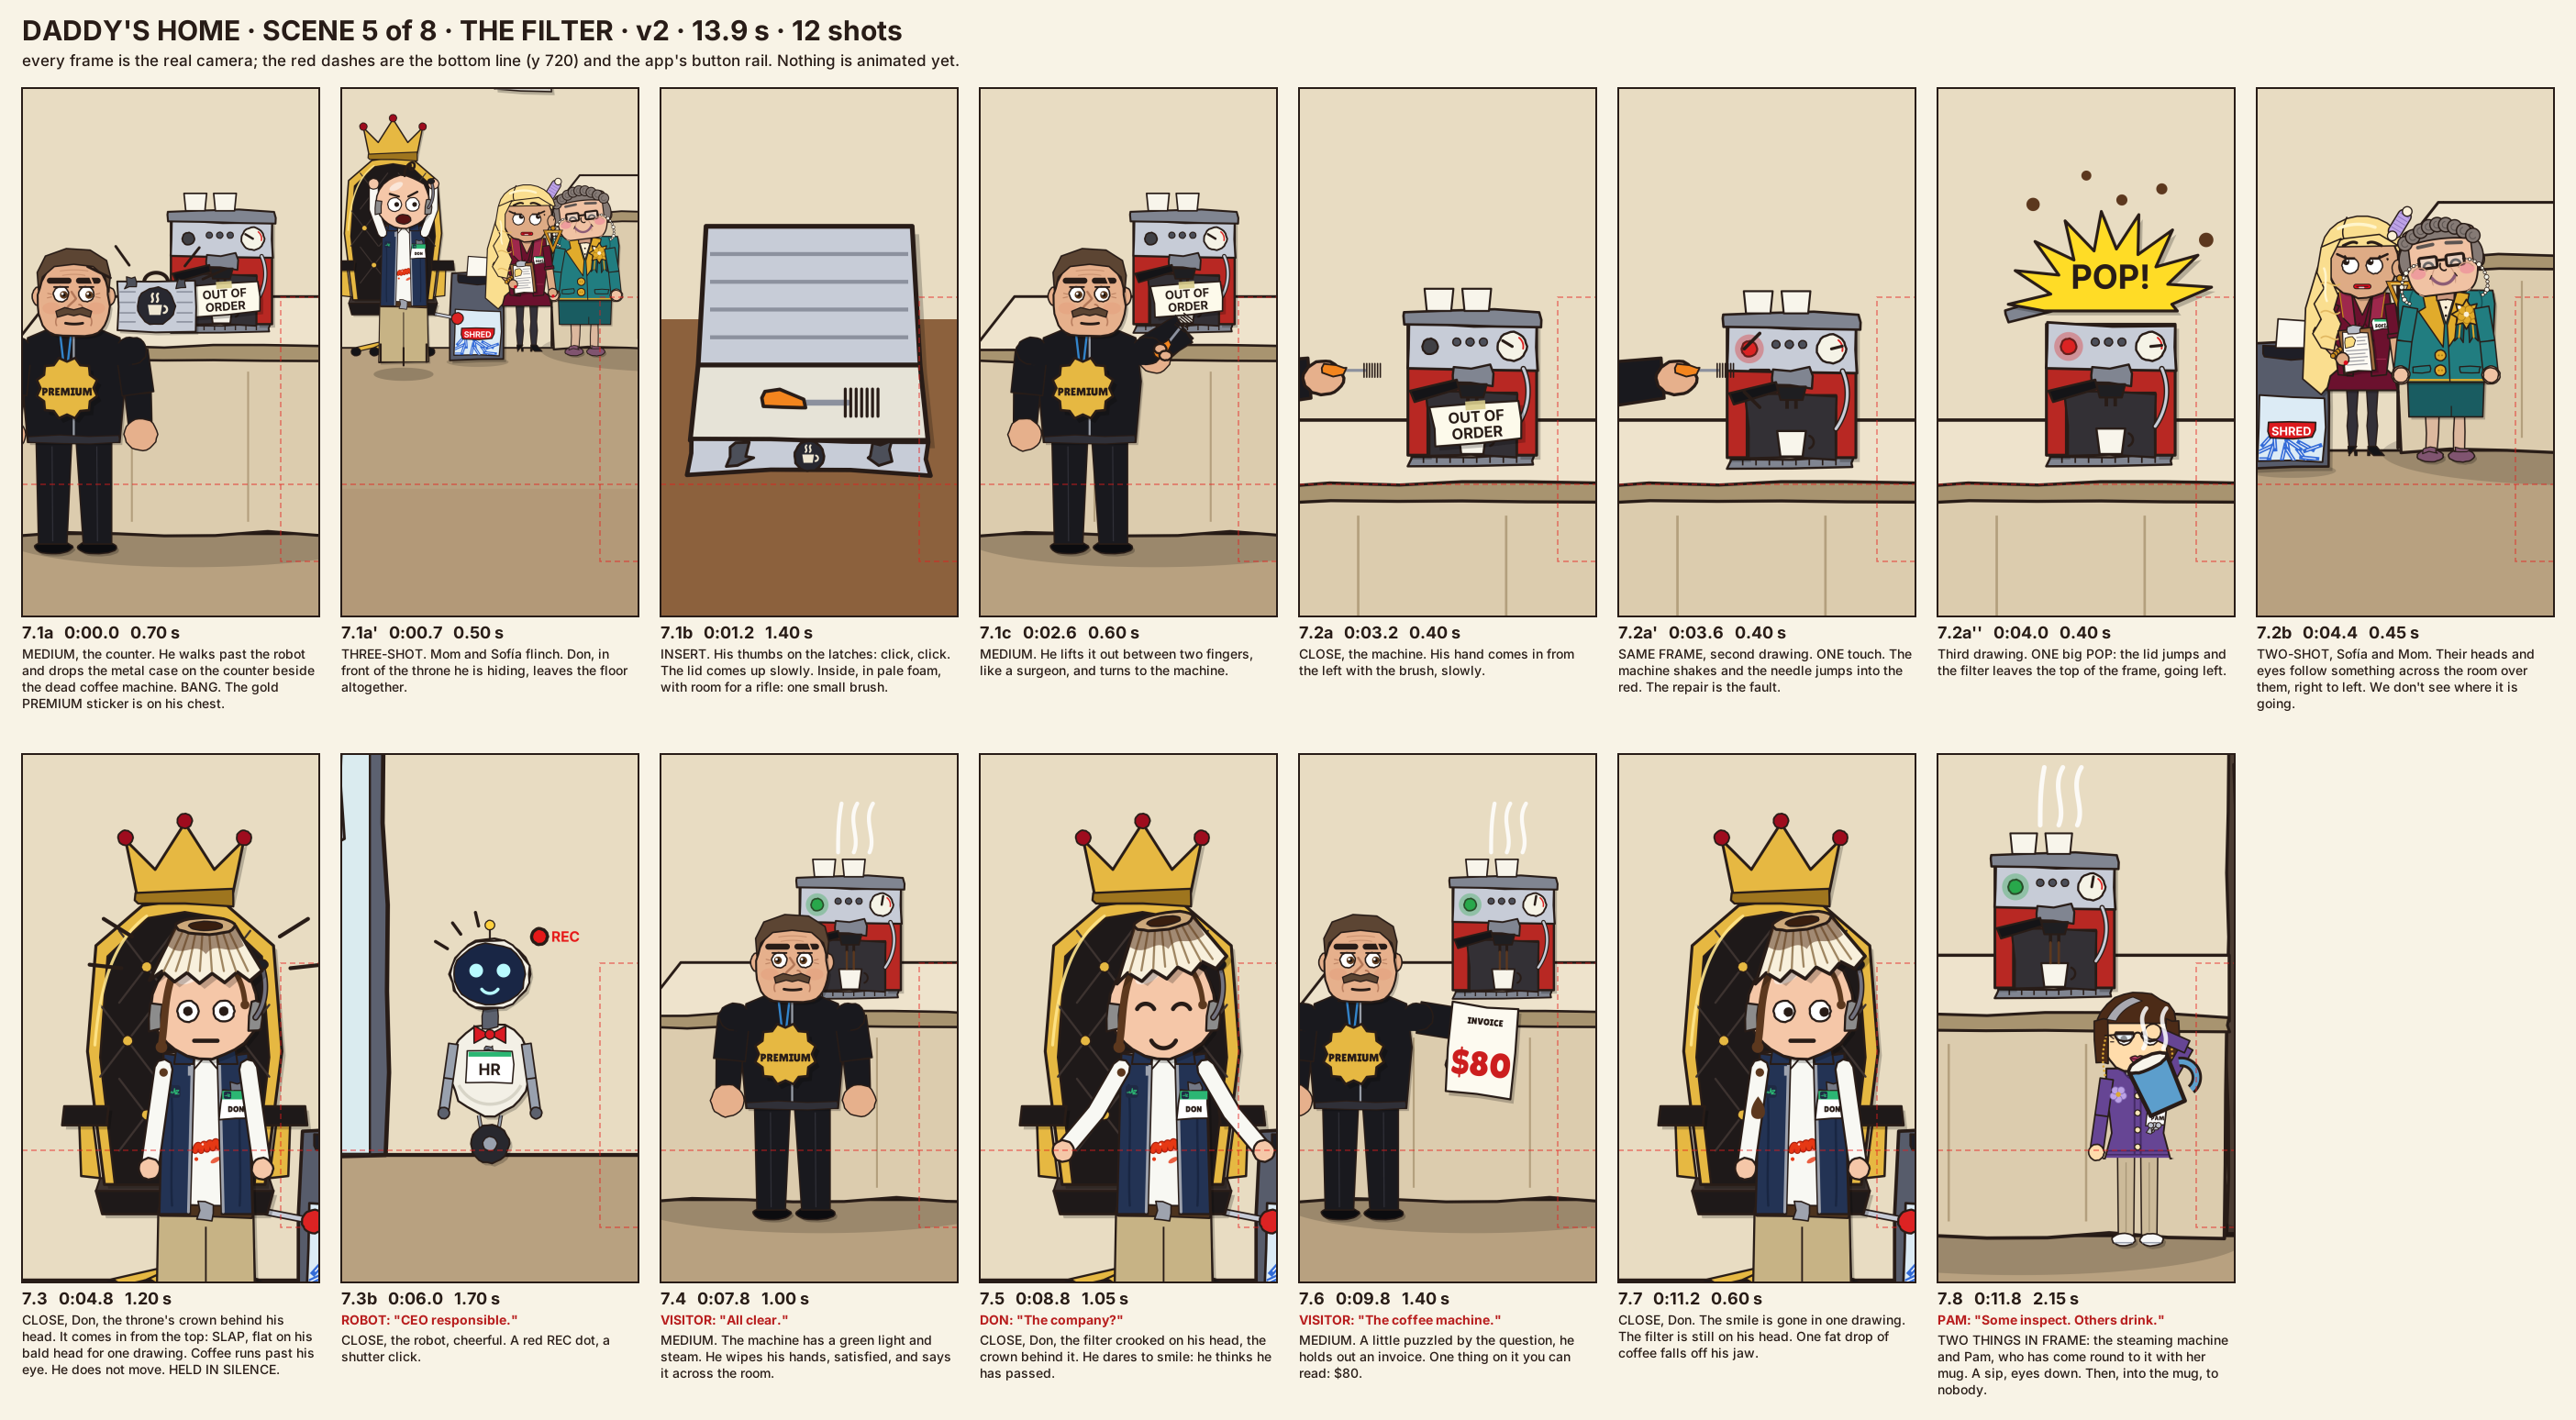 DADDY'S HOME · SCENE 5 of 8 · THE FILTER · v2 · 13.9 s · 12 shots
every frame is the real camera; the red dashes are the bottom line (y 720) and the app's button rail. Nothing is animated yet.
OUT OF
ORDER
PREMIUM
DON
SHRED
OUT OF
ORDER
PREMIUM
OUT OF
ORDER
POP!
SHRED
7.1a 0:00.0 0.70 s
MEDIUM, the counter. He walks past the robot
and drops the metal case on the counter beside
the dead coffee machine. BANG. The gold
PREMIUM sticker is on his chest.
7.1a' 0:00.7 0.50 s
THREE-SHOT. Mom and Sofía flinch. Don, in
front of the throne he is hiding, leaves the floor
altogether.
7.1b 0:01.2 1.40 s
INSERT. His thumbs on the latches: click, click.
The lid comes up slowly. Inside, in pale foam,
with room for a rifle: one small brush.
7.1c 0:02.6 0.60 s
MEDIUM. He lifts it out between two fingers,
like a surgeon, and turns to the machine.
7.2a 0:03.2 0.40 s
CLOSE, the machine. His hand comes in from
the left with the brush, slowly.
7.2a' 0:03.6 0.40 s
SAME FRAME, second drawing. ONE touch. The
machine shakes and the needle jumps into the
red. The repair is the fault.
7.2a'' 0:04.0 0.40 s
Third drawing. ONE big POP: the lid jumps and
the filter leaves the top of the frame, going left.
7.2b 0:04.4 0.45 s
TWO-SHOT, Sofía and Mom. Their heads and
eyes follow something across the room over
them, right to left. We don't see where it is
going.
DON
REC
HR
PREMIUM
DON
PREMIUM
INVOICE
$80
DON
7.3 0:04.8 1.20 s
CLOSE, Don, the throne's crown behind his
head. It comes in from the top: SLAP, flat on his
bald head for one drawing. Coffee runs past his
eye. He does not move. HELD IN SILENCE.
7.3b 0:06.0 1.70 s
ROBOT: "CEO responsible."
CLOSE, the robot, cheerful. A red REC dot, a
shutter click.
7.4 0:07.8 1.00 s
VISITOR: "All clear."
MEDIUM. The machine has a green light and
steam. He wipes his hands, satisfied, and says
it across the room.
7.5 0:08.8 1.05 s
DON: "The company?"
CLOSE, Don, the filter crooked on his head, the
crown behind it. He dares to smile: he thinks he
has passed.
7.6 0:09.8 1.40 s
VISITOR: "The coffee machine."
MEDIUM. A little puzzled by the question, he
holds out an invoice. One thing on it you can
read: $80.
7.7 0:11.2 0.60 s
CLOSE, Don. The smile is gone in one drawing.
The filter is still on his head. One fat drop of
coffee falls off his jaw.
7.8 0:11.8 2.15 s
PAM: "Some inspect. Others drink."
TWO THINGS IN FRAME: the steaming machine
and Pam, who has come round to it with her
mug. A sip, eyes down. Then, into the mug, to
nobody.